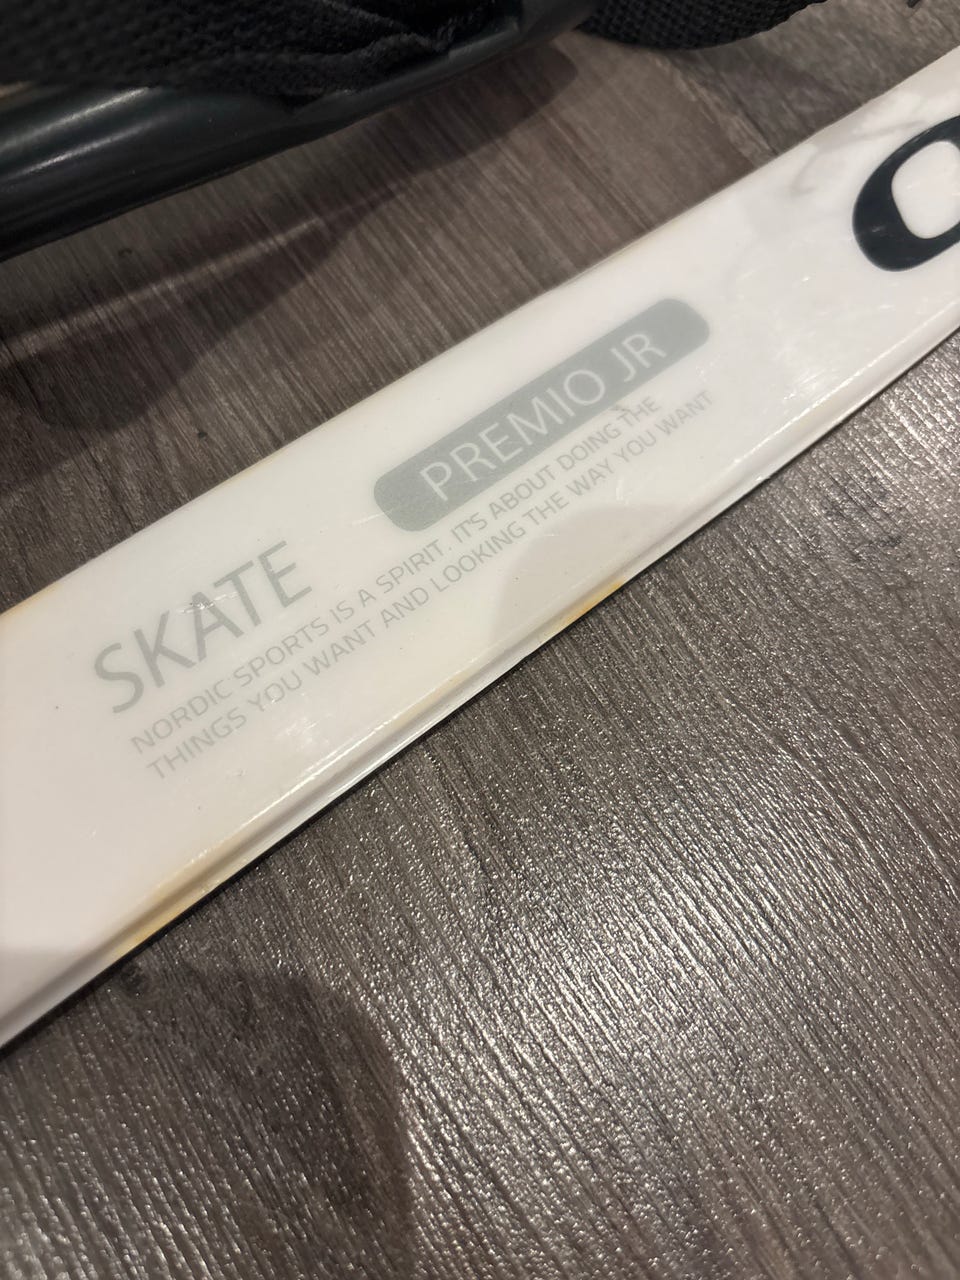 SKATE PREMIO JR
NORDIC SPORTS IS A SPIRIT. IT'S ABOUT DOING THE
THINGS YOU WANT AND LOOKING THE WAY YOU WANT